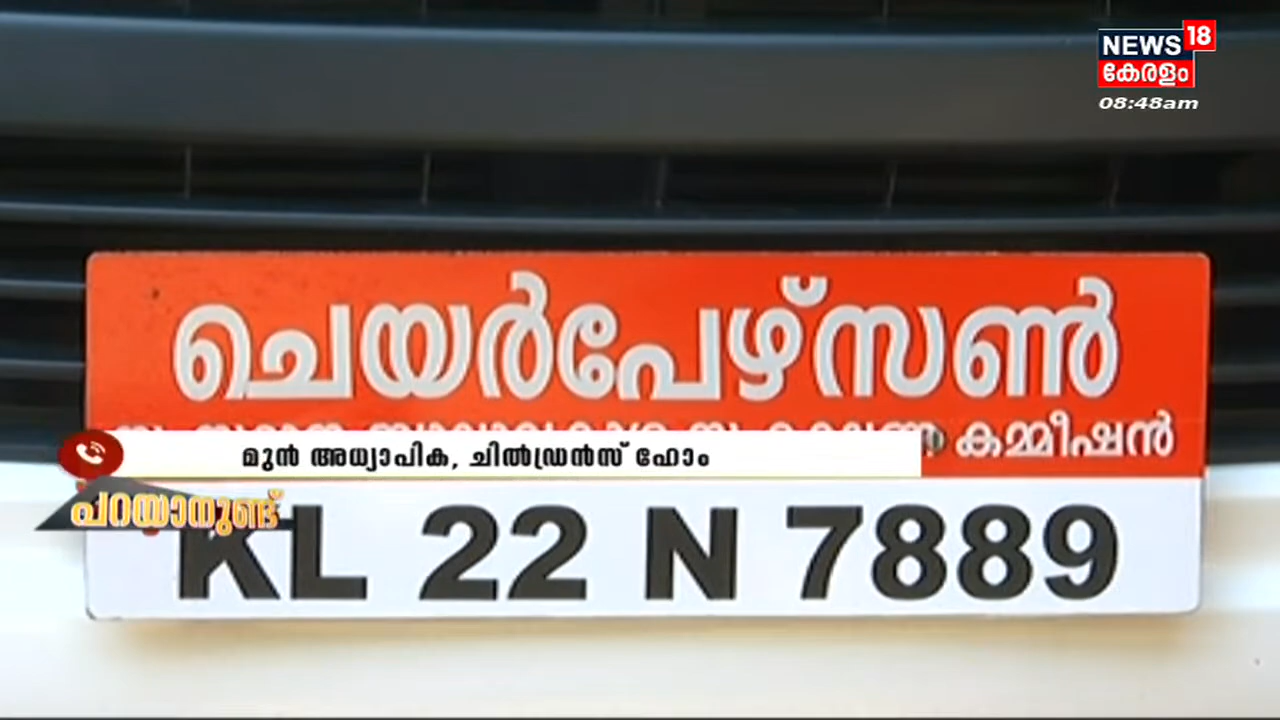 NEWS 18
കേരളം
08:48am
ചെയർപേഴ്സൺ
കമ്മീഷൻ
മുൻ അധ്യാപിക, ചിൽഡ്രൻസ് ഹോം
പറയാനുണ്ട്
KL 22 N 7889